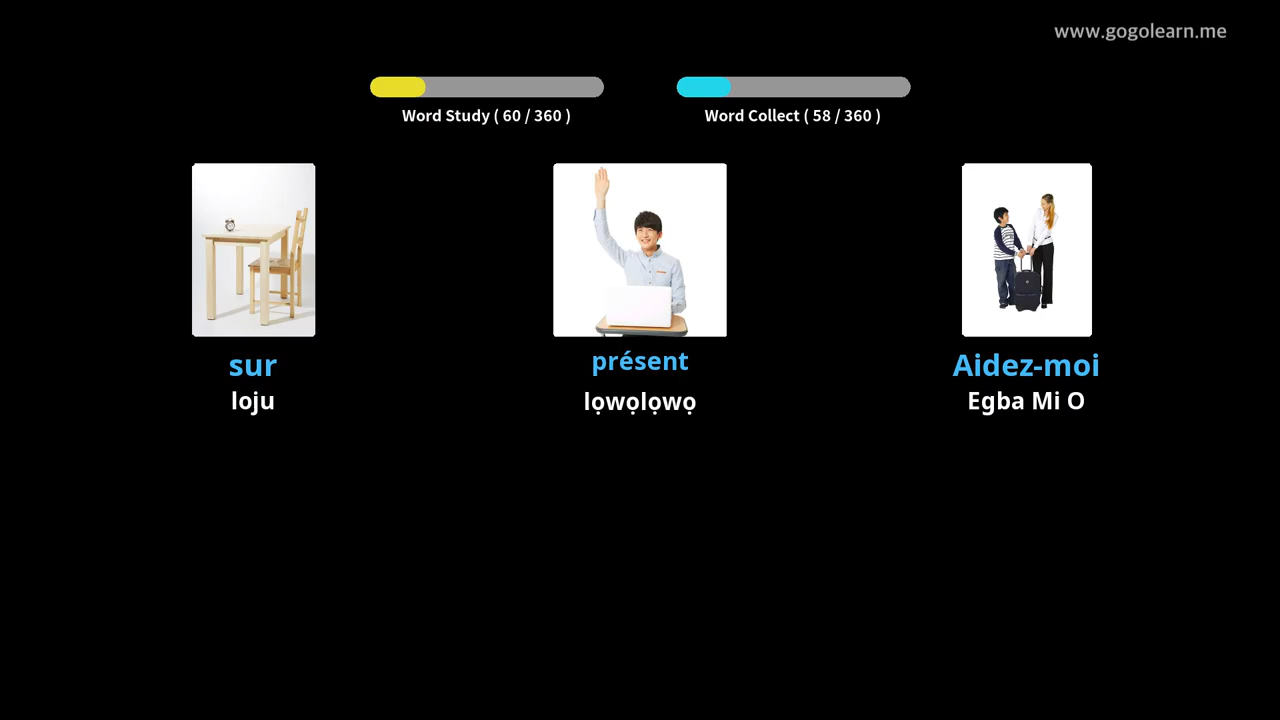 www.gogolearn.me
Word Study ( 60 / 360 )
Word Collect ( 58 / 360 )
sur
loju
présent
lọwọlọwọ
Aidez-moi
Egba Mi O